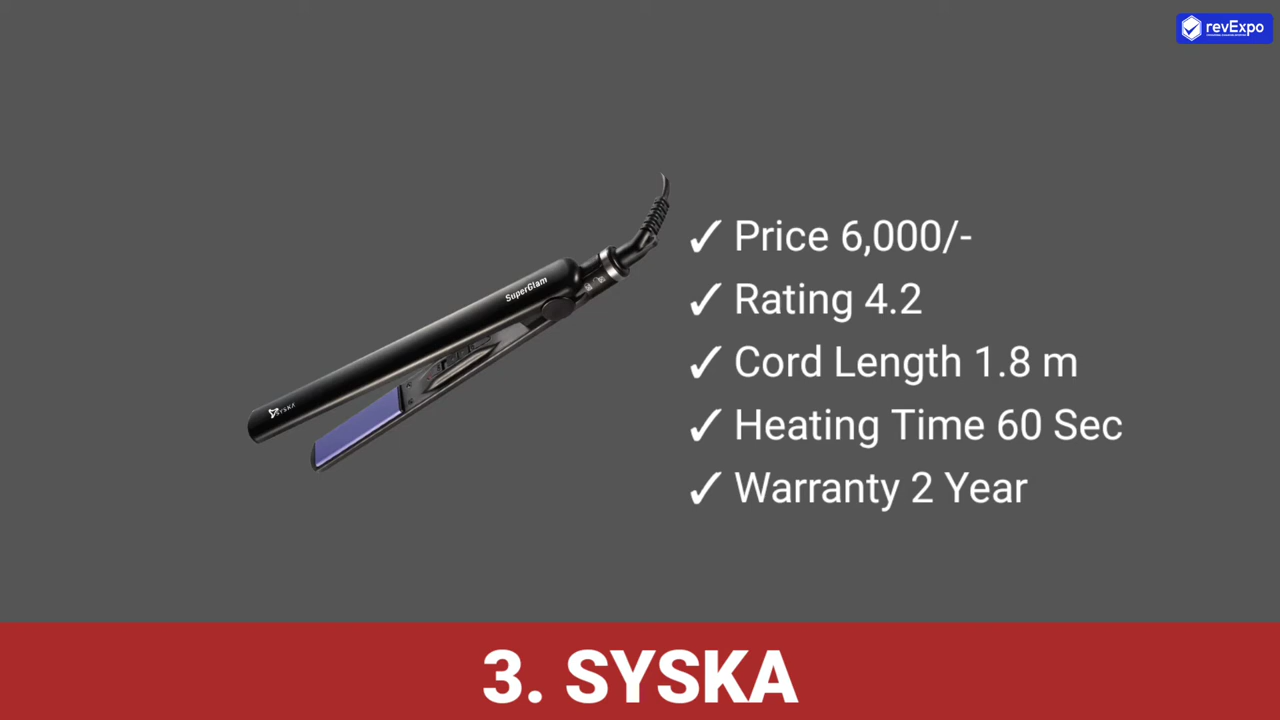 revExpo
✓ Price 6,000/-
SuperGlam
✓ Rating 4.2
✓ Cord Length 1.8 m
SYSKA
✓ Heating Time 60 Sec
✓ Warranty 2 Year
3. SYSKA